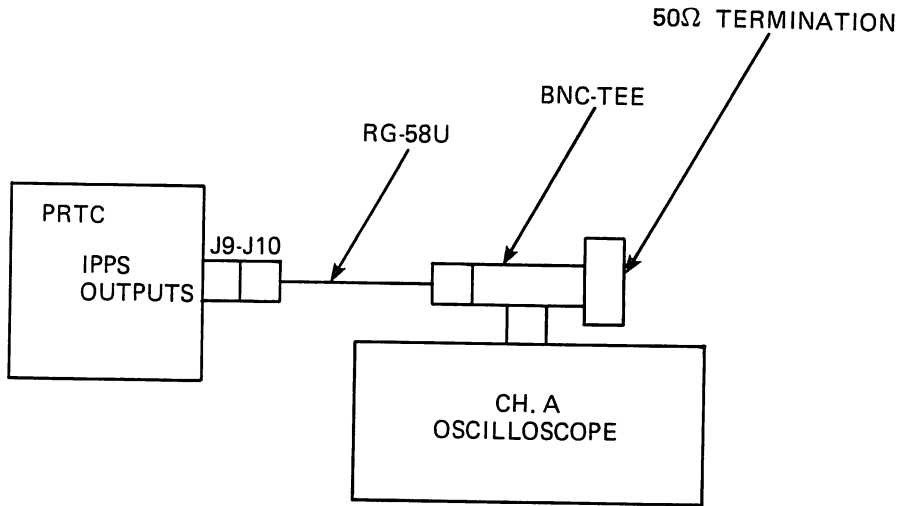 50Ω TERMINATION
BNC-TEE
RG-58U
PRTC
J9-J10
IPPS
OUTPUTS
CH. A
OSCILLOSCOPE